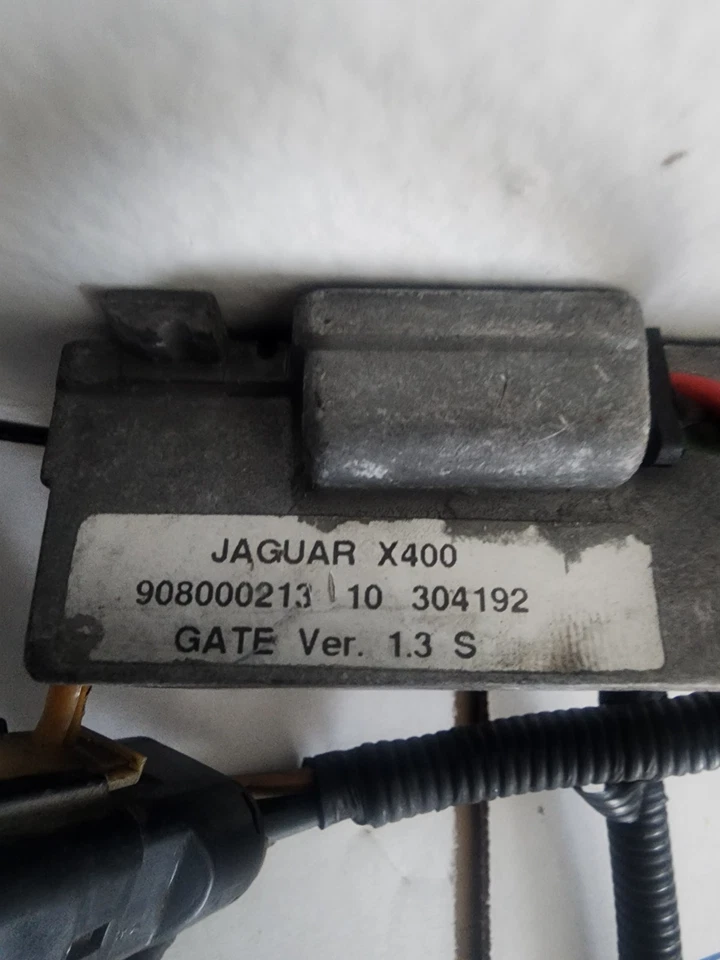 JAGUAR X400
908000213 10 304192
GATE Ver. 1.3 S